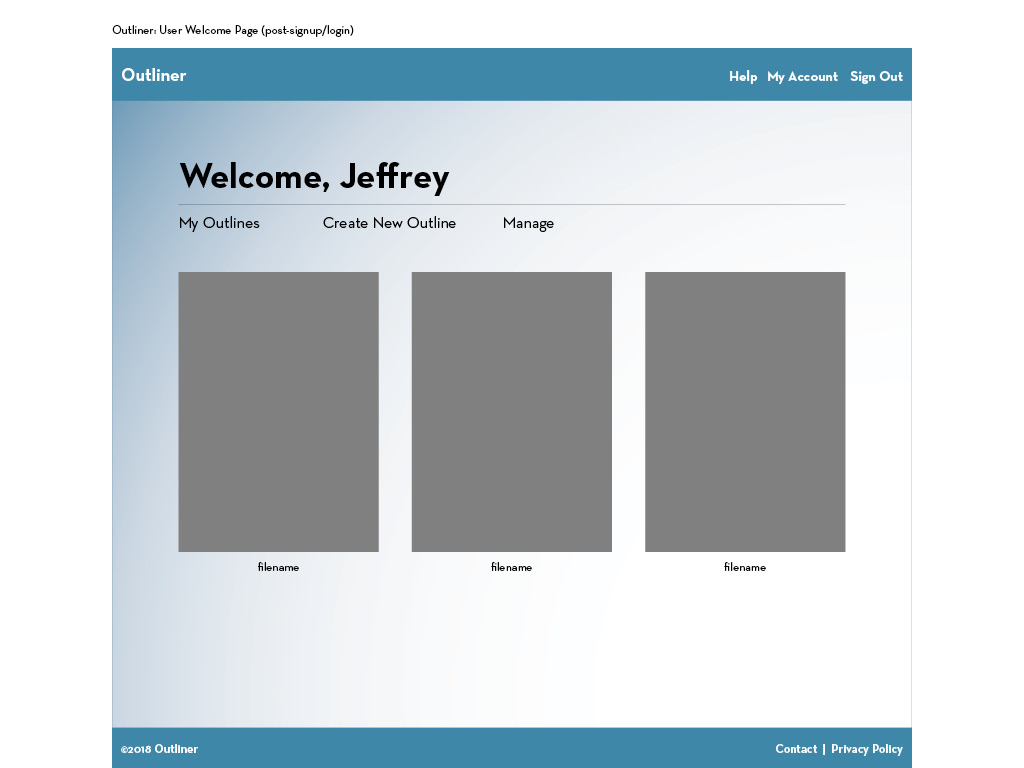 Outliner: User Welcome Page (post-signup/login)
Outliner
Help My Account Sign Out
Welcome, Jeffrey
My Outlines Create New Outline Manage
filename filename filename
©2018 Outliner
Contact | Privacy Policy